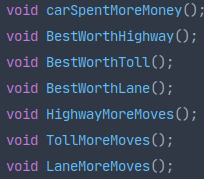 void carSpentMoreMoney();
void BestWorthHighway();
void BestWorthToll();
void BestWorthLane();
void HighwayMoreMoves();
void TollMoreMoves();
void LaneMoreMoves();